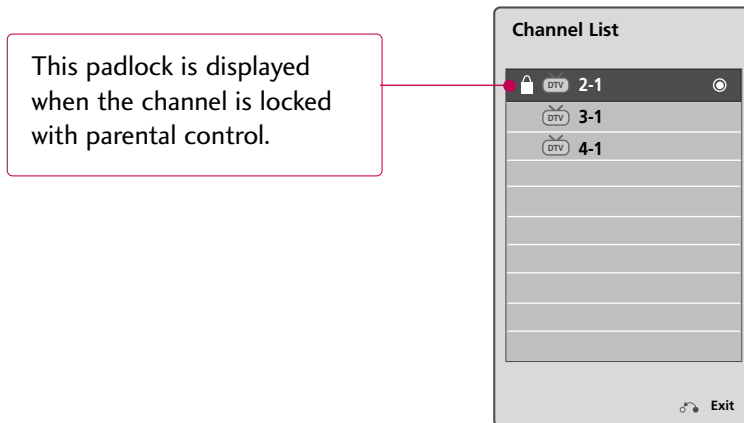 This padlock is displayed
when the channel is locked
with parental control.
Channel List
DTV 2-1
DTV 3-1
DTV 4-1
Exit